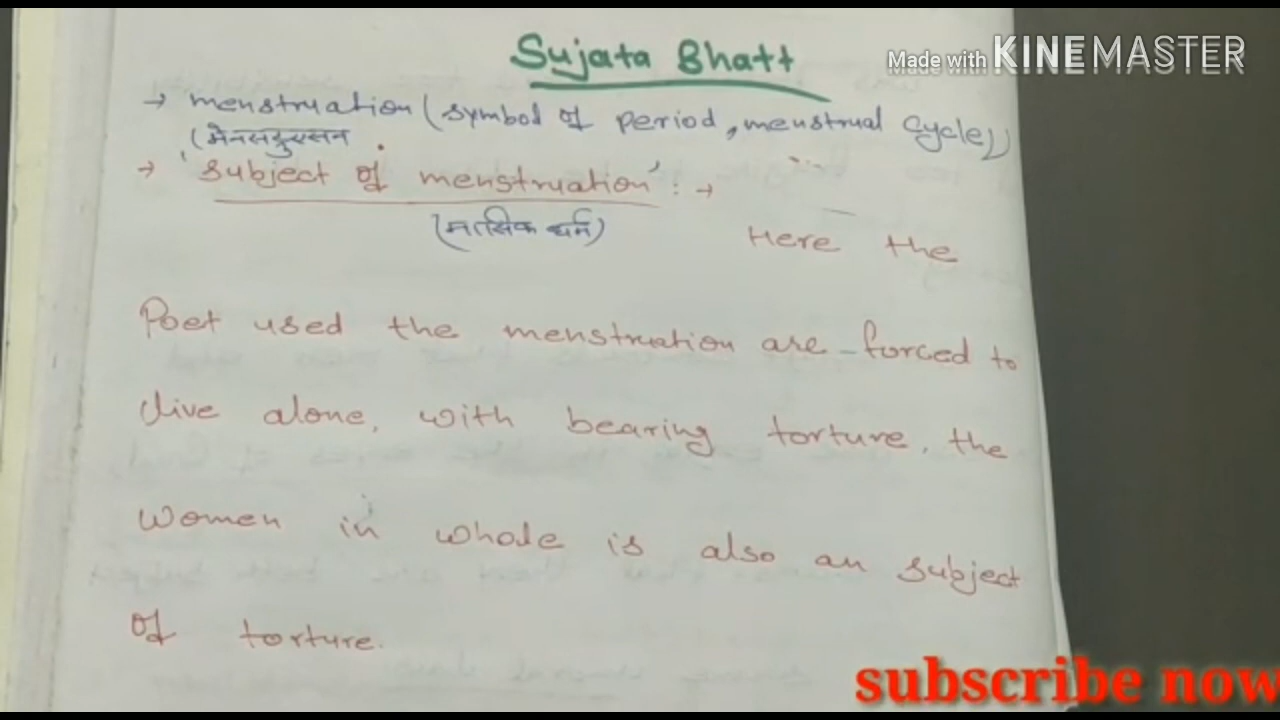 Sujata Bhatt
Made with KINEMASTER
→ menstruation (symbol of period, menstrual cycle)
(मेनसट्रुएसन
→ 'subject of menstruation' : →
(मासिक धर्म)
Here the
Poet used the menstruation are forced to
live alone, with bearing torture, the
women in whole is also an subject
of torture.
subscribe now